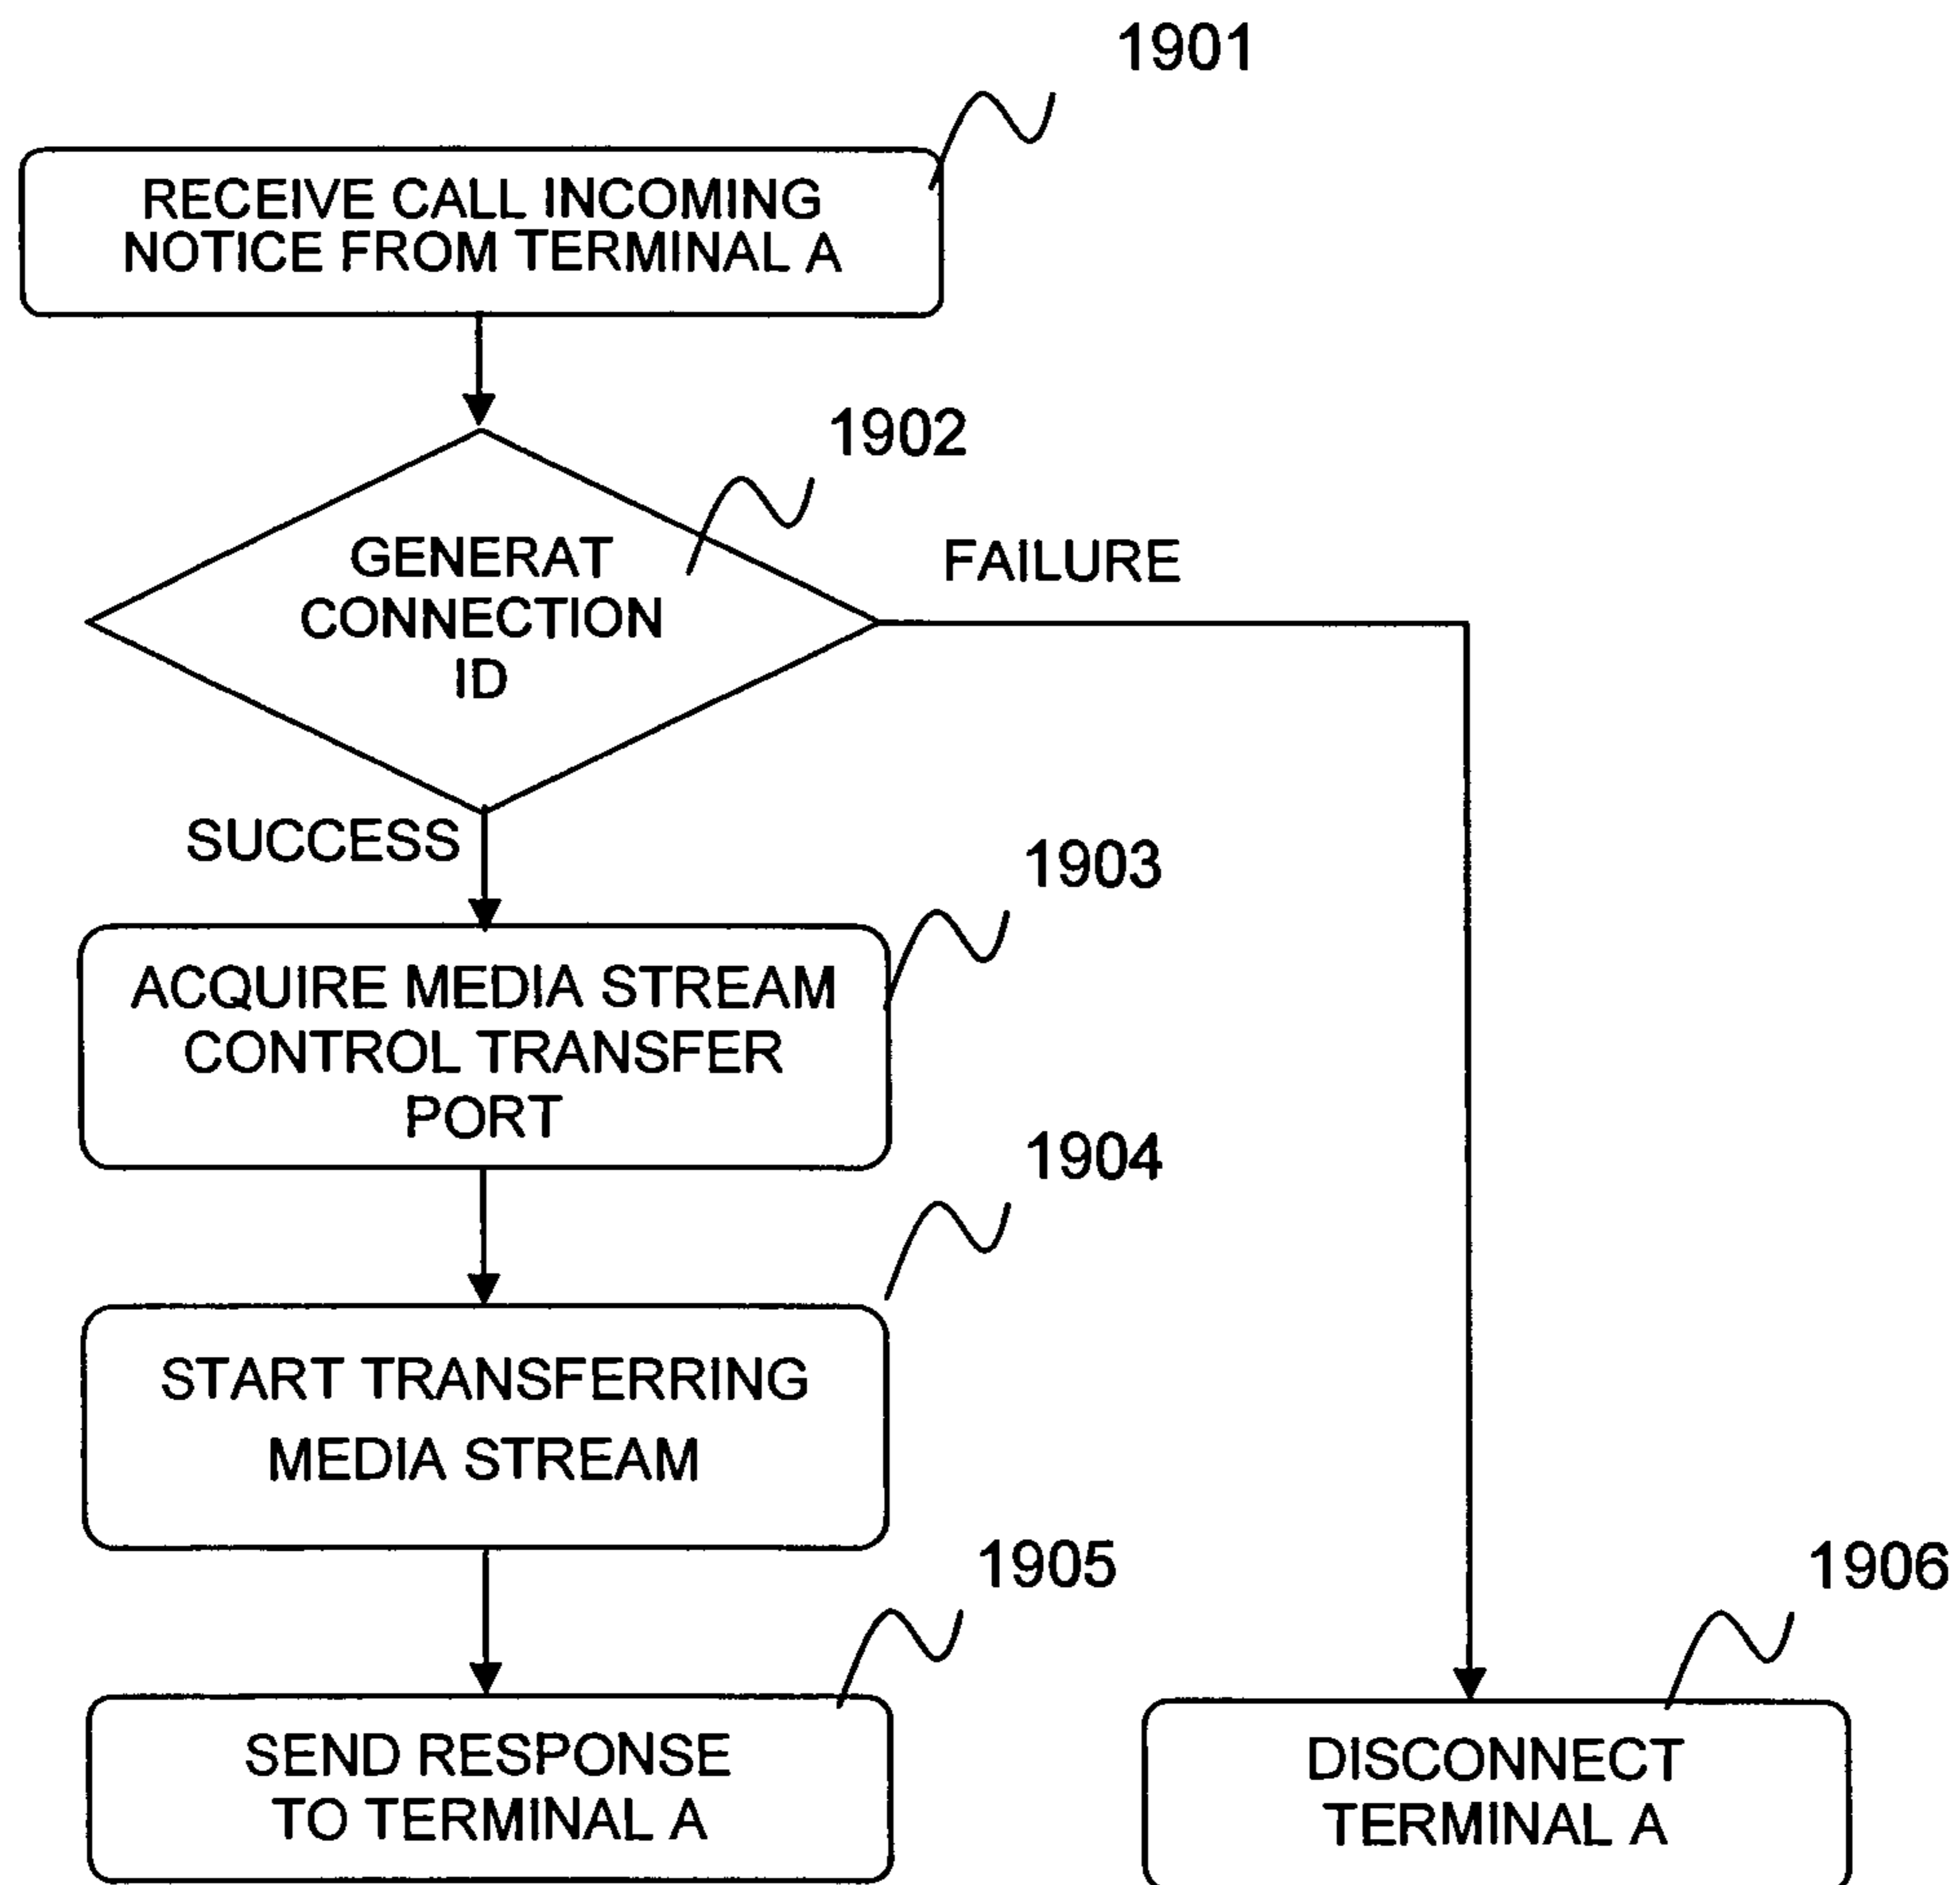 1901
RECEIVE CALL INCOMING
NOTICE FROM TERMINAL A
1902
GENERAT
CONNECTION
ID
FAILURE
SUCCESS
1903
ACQUIRE MEDIA STREAM
CONTROL TRANSFER
PORT
1904
START TRANSFERRING
MEDIA STREAM
1905
SEND RESPONSE
TO TERMINAL A
1906
DISCONNECT
TERMINAL A